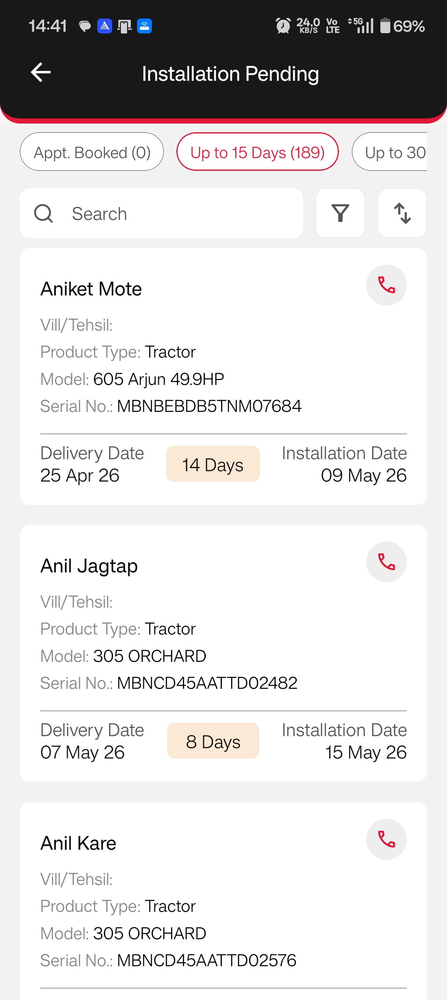 14:41 24.0 KB/S Vo LTE 5G 69%
Installation Pending
Appt. Booked (0) Up to 15 Days (189) Up to 30
Search
Aniket Mote
Vill/Tehsil:
Product Type: Tractor
Model: 605 Arjun 49.9HP
Serial No.: MBNBEBDB5TNM07684
Delivery Date 14 Days Installation Date
25 Apr 26 09 May 26
Anil Jagtap
Vill/Tehsil:
Product Type: Tractor
Model: 305 ORCHARD
Serial No.: MBNCD45AATTD02482
Delivery Date 8 Days Installation Date
07 May 26 15 May 26
Anil Kare
Vill/Tehsil:
Product Type: Tractor
Model: 305 ORCHARD
Serial No.: MBNCD45AATTD02576